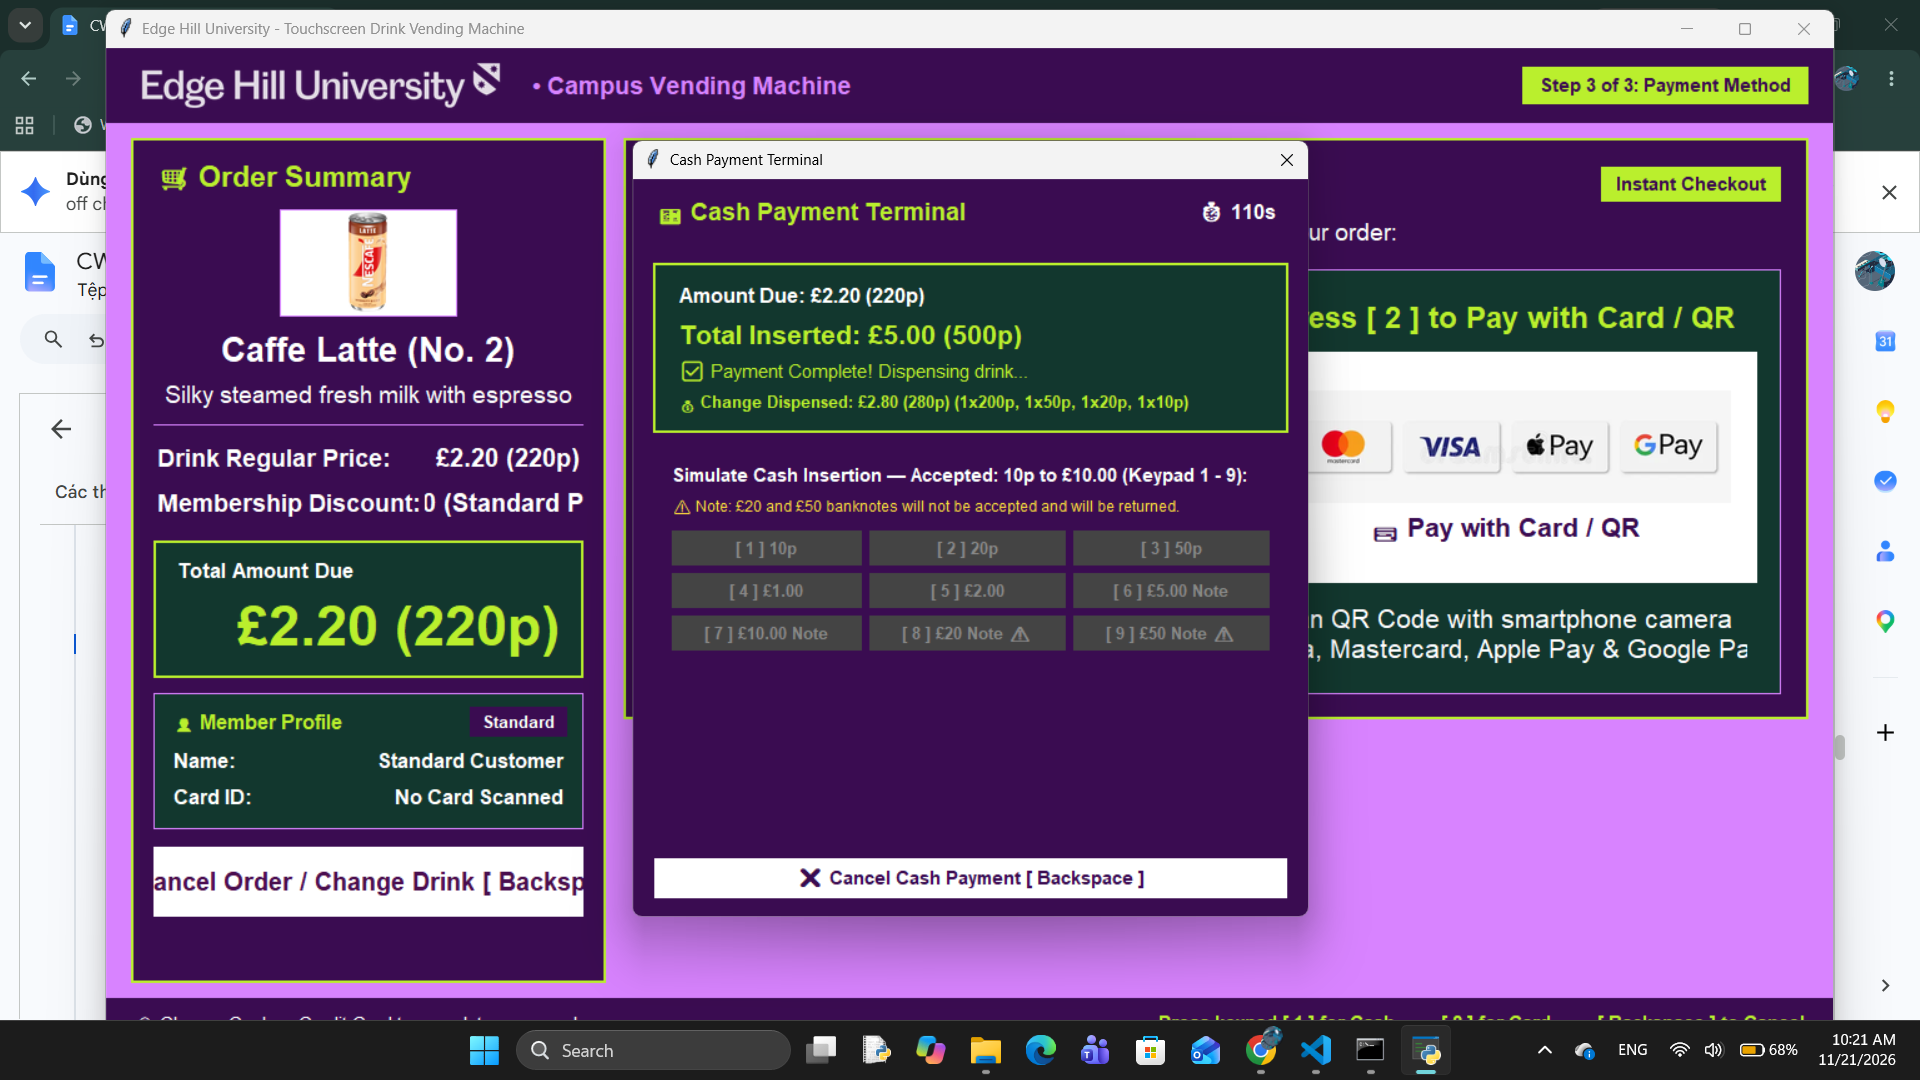 Edge Hill University - Touchscreen Drink Vending Machine
Edge Hill University • Campus Vending Machine
Step 3 of 3: Payment Method
Dùng
off
CW
Tệp
Các
Order Summary
NESCAFÉ
LATTE
Caffe Latte (No. 2)
Silky steamed fresh milk with espresso
Drink Regular Price: £2.20 (220p)
Membership Discount: 0 (Standard P
Total Amount Due
£2.20 (220p)
Member Profile
Standard
Name: Standard Customer
Card ID: No Card Scanned
ancel Order / Change Drink [ Backsp
Cash Payment Terminal
Cash Payment Terminal
110s
Amount Due: £2.20 (220p)
Total Inserted: £5.00 (500p)
Payment Complete! Dispensing drink...
Change Dispensed: £2.80 (280p) (1x200p, 1x50p, 1x20p, 1x10p)
Simulate Cash Insertion — Accepted: 10p to £10.00 (Keypad 1 - 9):
Note: £20 and £50 banknotes will not be accepted and will be returned.
[ 1 ] 10p [ 2 ] 20p [ 3 ] 50p
[ 4 ] £1.00 [ 5 ] £2.00 [ 6 ] £5.00 Note
[ 7 ] £10.00 Note [ 8 ] £20 Note [ 9 ] £50 Note
Cancel Cash Payment [ Backspace ]
Instant Checkout
ur order:
ess [ 2 ] to Pay with Card / QR
mastercard VISA Pay G Pay
Pay with Card / QR
n QR Code with smartphone camera
a, Mastercard, Apple Pay & Google Pa
31
Search
ENG
68%
10:21 AM
11/21/2026